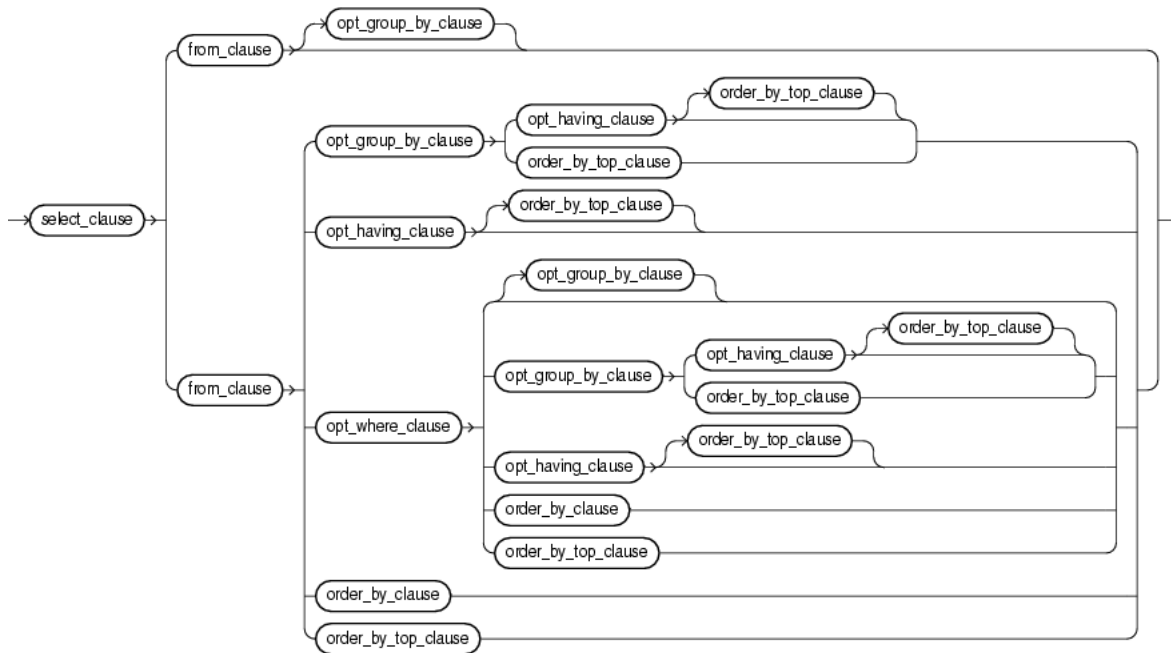 opt_group_by_clause
from_clause
order_by_top_clause
opt_having_clause
opt_group_by_clause
order_by_top_clause
select_clause
order_by_top_clause
opt_having_clause
opt_group_by_clause
order_by_top_clause
opt_having_clause
opt_group_by_clause
from_clause
order_by_top_clause
opt_where_clause
order_by_top_clause
opt_having_clause
order_by_clause
order_by_top_clause
order_by_clause
order_by_top_clause